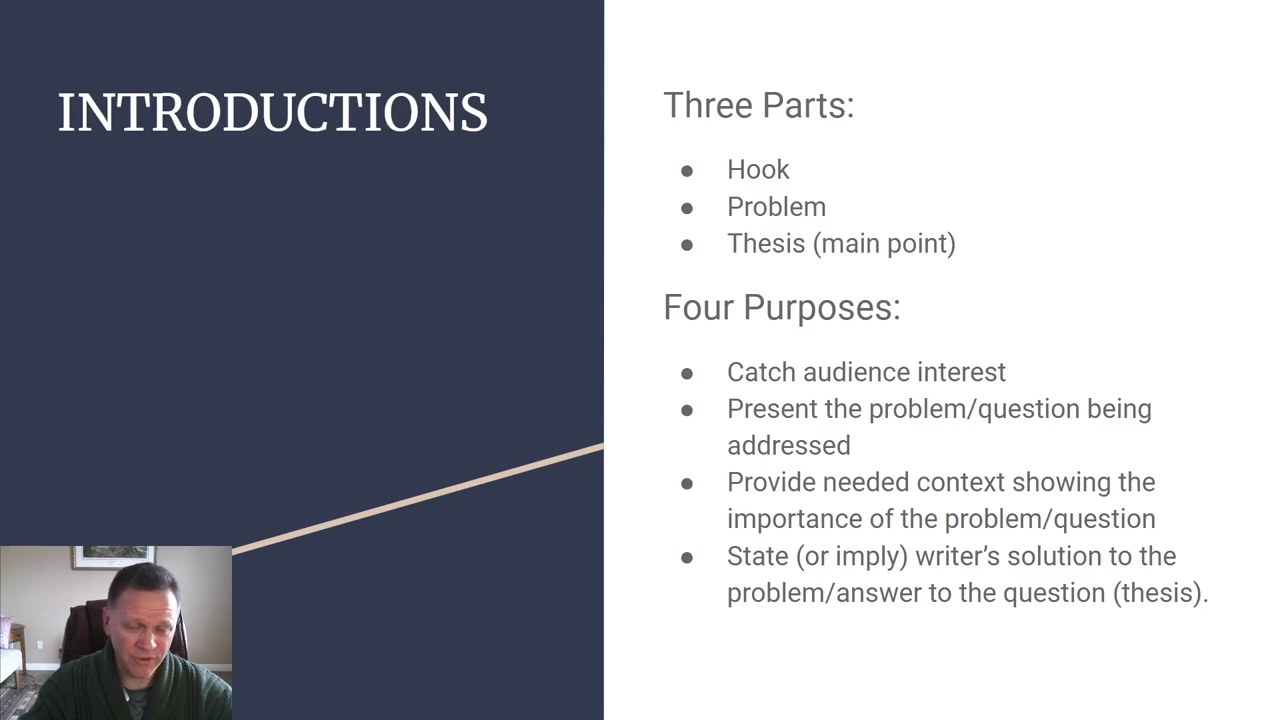 INTRODUCTIONS
Three Parts:
● Hook
● Problem
● Thesis (main point)
Four Purposes:
● Catch audience interest
● Present the problem/question being
addressed
● Provide needed context showing the
importance of the problem/question
● State (or imply) writer’s solution to the
problem/answer to the question (thesis).